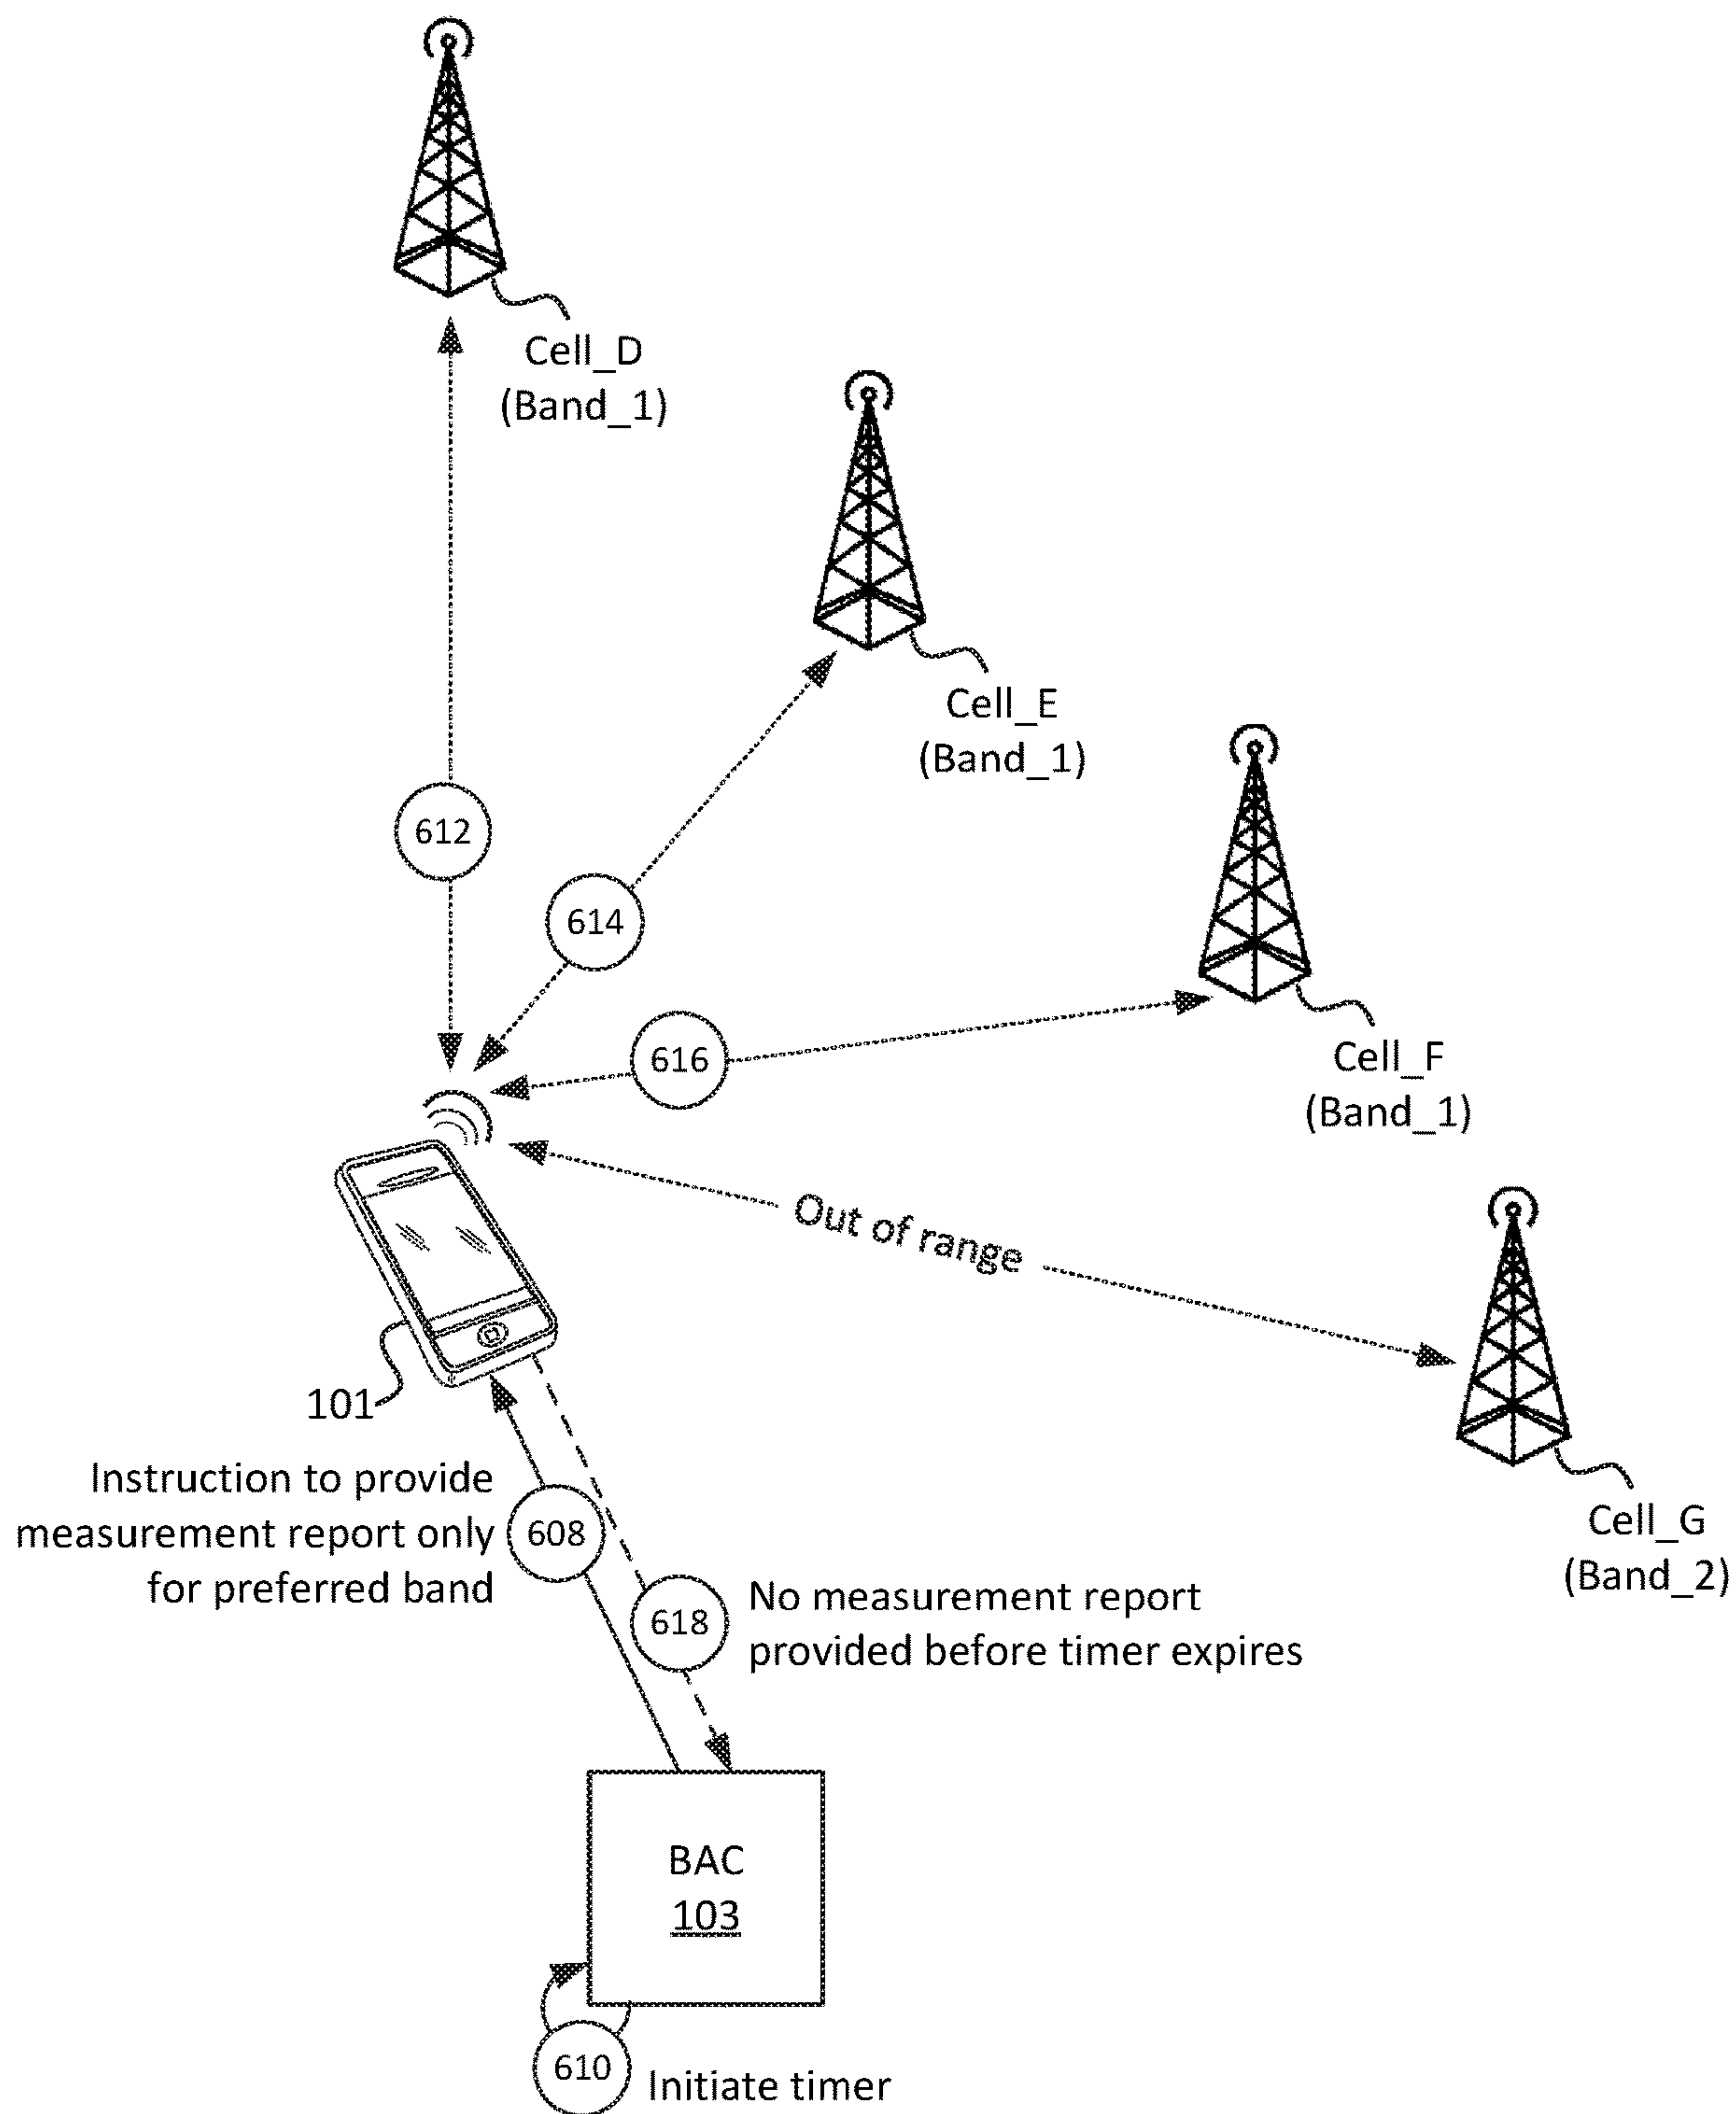 Cell_D
(Band_1)
Cell_E
(Band_1)
612
614
Cell_F
(Band_1)
616
Out of range
101
Instruction to provide
measurement report only
for preferred band
608
Cell_G
(Band_2)
618
No measurement report
provided before timer expires
BAC
103
610
Initiate timer